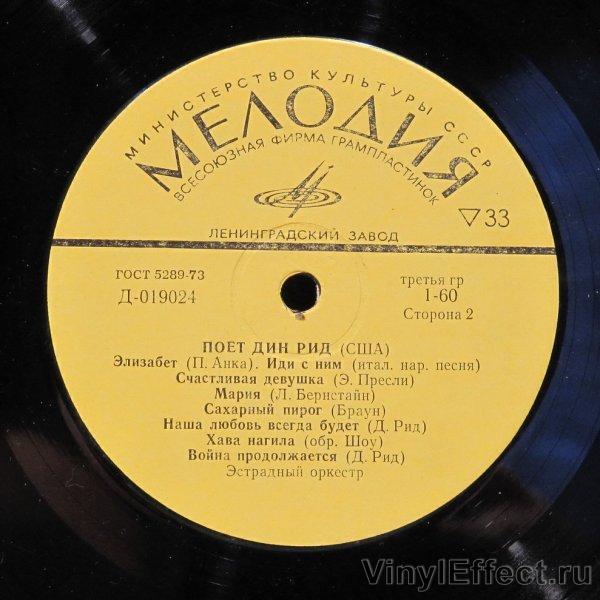 МИНИСТЕРСТВО КУЛЬТУРЫ СССР
МЕЛОДИЯ
ВСЕСОЮЗНАЯ ФИРМА ГРАМПЛАСТИНОК
▽33
ЛЕНИНГРАДСКИЙ ЗАВОД
ГОСТ 5289-73
Д-019024
третья гр
1-60
Сторона 2
ПОЕТ ДИН РИД (США)
Элизабет (П. Анка). Иди с ним (итал. нар. песня)
Счастливая девушка (Э. Пресли)
Мария (Л. Бернстайн)
Сахарный пирог (Браун)
Наша любовь всегда будет (Д. Рид)
Хава нагила (обр. Шоу)
Война продолжается (Д. Рид)
Эстрадный оркестр
VinylEffect.ru